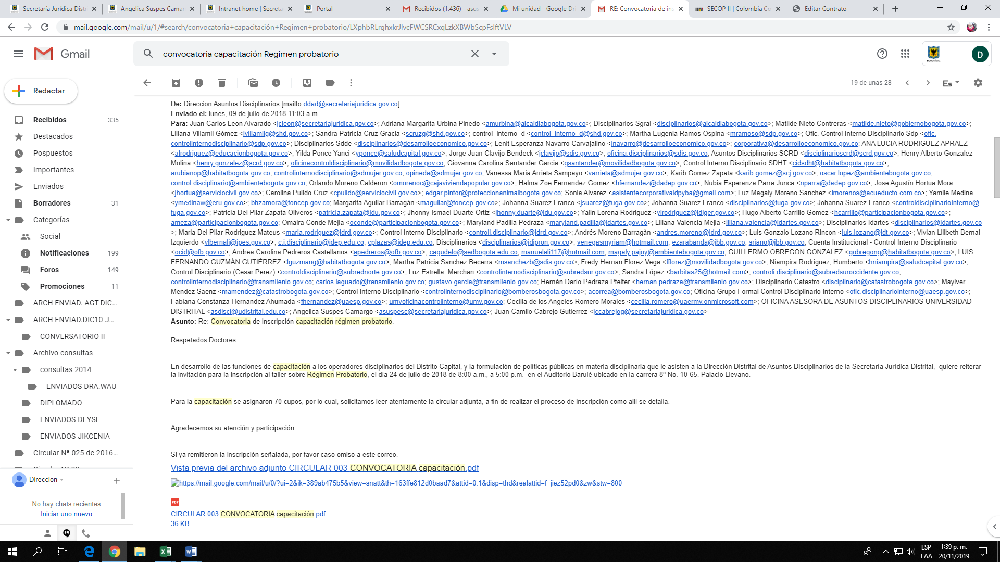 Secretaría Jurídica Distr
Angelica Suspes Camar
Intranet home | Secreta
Portal
Recibidos (1.436) - asus
Mi unidad - Google Dri
RE: Convocatoria de ins
SECOP II | Colombia Co
Editar Contrato
mail.google.com/mail/u/1/#search/convocatoria+capacitación+Regimen+probatorio/LXphbRLrghxkrJlvcFWCSRCxqLzkXBWbScpFslftVLV
Gmail
convocatoria capacitación Regimen probatorio
BOGOTÁ D.C.
D
Redactar
19 de unas 28
Es
Recibidos 335
Destacados
Pospuestos
Importantes
Enviados
Borradores 31
Categorías
Social
Notificaciones 199
Foros 149
Promociones 11
ARCH ENVIAD. AGT-DIC...
ARCH ENVIAD.DIC10-J...
CONVERSATORIO II
Archivo consultas
consultas 2014
ENVIADOS DRA.WAU
DIPLOMADO
ENVIADOS DEYSI
ENVIADOS JIKCENIA
Circular Nª 025 de 2016...
Direccion
No hay chats recientes
Iniciar uno nuevo
De: Direccion Asuntos Disciplinarios [mailto:ddad@secretariajuridica.gov.co]
Enviado el: lunes, 09 de julio de 2018 11:03 a.m.
Para: Juan Carlos Leon Alvarado <jcleon@secretariajuridica.gov.co>; Adriana Margarita Urbina Pinedo <amurbina@alcaldiabogota.gov.co>; Disciplinarios Sgral <disciplinarios@alcaldiabogota.gov.co>; Matilde Nieto Contreras <matilde.nieto@gobiernobogota.gov.co>;
Liliana Villamil Gómez <lvillamilg@shd.gov.co>; Sandra Patricia Cruz Gracia <scruzg@shd.gov.co>; control_interno_d <control_interno_d@shd.gov.co>; Martha Eugenia Ramos Ospina <mramoso@sdp.gov.co>; Ofic. Control Interno Disciplinario Sdp <ofic.
controlinternodisciplinario@sdp.gov.co>; Disciplinarios Sdde <disciplinarios@desarrolloeconomico.gov.co>; Lenit Esperanza Navarro Carvajalino <lnavarro@desarrolloeconomico.gov.co>; corporativa@desarrolloeconomico.gov.co; ANA LUCIA RODRIGUEZ APRAEZ
<alrodriguez@educacionbogota.gov.co>; Yilda Ponce Yanci <yponce@saludcapital.gov.co>; Jorge Juan Clavijo Bendeck <jclavijo@sdis.gov.co>; oficina.disciplinarios@sdis.gov.co; Asuntos Disciplinarios SCRD <disciplinarioscrd@scrd.gov.co>; Henry Alberto Gonzalez
Molina <henry.gonzalez@scrd.gov.co>; oficinacontroldisciplinario@movilidadbogota.gov.co; Giovanna Carolina Santander Garcia <gsantander@movilidadbogota.gov.co>; Control Interno Disciplinario SDHT <cidsdht@habitatbogota.gov.co>;
arubianop@habitatbogota.gov.co; controlinternodisciplinario@sdmujer.gov.co; opineda@sdmujer.gov.co, Vanessa Maria Arrieta Sampayo <varrieta@sdmujer.gov.co>; Karib Gomez Zapata <karib.gomez@scj.gov.co>; oscar.lopez@ambientebogota.gov.co;
control.disciplinario@ambientebogota.gov.co; Orlando Moreno Calderon <omorenoc@cajaviviendapopular.gov.co>; Halma Zoe Fernandez Gomez <hfernandez@dadep.gov.co>; Nubia Esperanza Parra Junca <nparra@dadep.gov.co>; Jose Agustín Hortua Mora
<jhortua@serviciocivil.gov.co>; Carolina Pulido Cruz <cpulido@serviciocivil.gov.co>; edgar.pintor@proteccionanimalbogota.gov.co; Sonia Alvarez <asistentecorporativaidpyba@gmail.com>; Luz Magaly Moreno Sanchez <lmorenos@acueducto.com.co>; Yamile Medina
<ymedinaw@eru.gov.co>; bhzamora@foncep.gov.co; Margarita Aguilar Barragàn <maguilar@foncep.gov.co>; Johanna Suarez Franco <jsuarez@fuga.gov.co>; Johanna Suarez Franco <disciplinarios@fuga.gov.co>; Johanna Suarez Franco <controldisciplinarioInterno@
fuga.gov.co>; Patricia Del Pilar Zapata Oliveros <patricia.zapata@idu.gov.co>; Jhonny Ismael Duarte Ortiz <jhonny.duarte@idu.gov.co>; Yalin Lorena Rodriguez <ylrodriguez@idiger.gov.co>; Hugo Alberto Carrillo Gomez <hcarrillo@participacionbogota.gov.co>;
ameza@participacionbogota.gov.co; Omaira Conde Mejia <oconde@participacionbogota.gov.co>; Maryland Padilla Pedraza <maryland.padilla@idartes.gov.co>; Liliana Valencia Mejia <liliana.valencia@idartes.gov.co>; Disciplinados Idartes <disciplinarios@idartes.gov.co
>; Maria Del Pilar Rodriguez Mateus <maria.rodriguez@idrd.gov.co>; Control Interno Disciplinario <controli.disciplinario@idrd.gov.co>; Andrés Moreno Barragàn <andres.moreno@idrd.gov.co>; Luis Gonzalo Lozano Rincon <luis.lozano@idt.gov.co>; Vivian Lilibeth Bernal
Izquierdo <vlbernali@ipes.gov.co>; c.i.disciplinario@idep.edu.co; cplazas@idep.edu.co; Disciplinarios <disciplinarios@idipron.gov.co>; venegasmyriam@hotmail.com; ezarabanda@jbb.gov.co; sriano@jbb.gov.co; Cuenta Institucional - Control Interno Disciplinario
<ocid@ofb.gov.co>; Andrea Carolina Pedreros Castellanos <apedreros@ofb.gov.co>; cagudelo@sedbogota.edu.co; manuelali117@hotmail.com; magaly.pajoy@ambientebogota.gov.co; GUILLERMO OBREGON GONZALEZ <gobregong@habitatbogota.gov.co>; LUIS
FERNANDO GUZMÁN GUTIÉRREZ <lguzmang@habitatbogota.gov.co>; Martha Patricia Sanchez Becerra <msanchezb@sdis.gov.co>; Fredy Hernan Florez Vega <fflorez@movilidadbogota.gov.co>; Niampira Rodriguez, Humberto <hniampira@saludcapital.gov.co>;
Control Disciplinario (Cesar Perez) <controldisciplinario@subrednorte.gov.co>; Luz Estrella. Merchan <controlinternodisciplinario@subredsur.gov.co>; Sandra López <barbitas25@hotmail.com>; controli.disciplinario@subredsuroccidente.gov.co;
controlinternodisciplinario@transmilenio.gov.co; carlos.laguado@transmilenio.gov.co; gustavo.garcia@transmilenio.gov.co; Hernán Darío Pedraza Pfeifer <hernan.pedraza@transmilenio.gov.co>; Disciplinado Catastro <disciplinario@catastrobogota.gov.co>; Mayiver
Mendez Saenz <mamendez@catastrobogota.gov.co>; Control Interno Disciplinario <controlinternodisciplinario@bomberosbogota.gov.co>; acorrea@bomberosbogota.gov.co; Oficina Grupo Formal Control Disciplinario Interno <ofic.disciplinariointerno@uaesp.gov.co>;
Fabiana Constanza Hernandez Ahumada <fhernandez@uaesp.gov.co>; umvoficinacontrolinterno@umv.gov.co; Cecilia de los Angeles Romero Morales <cecilia.romero@uaermv.onmicrosoft.com>; OFICINA ASESORA DE ASUNTOS DISCIPLINARIOS UNIVERSIDAD
DISTRITAL <asdisci@udistrital.edu.co>; Angelica Suspes Camargo <asuspesc@secretariajuridica.gov.co>; Juan Camilo Cabrejo Gutierrez <jccabrejog@secretariajuridica.gov.co>
Asunto: Re: Convocatoria de inscripción capacitación régimen probatorio.
Respetados Doctores.
En desarrollo de las funciones de capacitación a los operadores disciplinarios del Distrito Capital, y la formulación de políticas públicas en materia disciplinaria que le asisten a la Dirección Distrital de Asuntos Disciplinarios de la Secretaría Jurídica Distrital, quiere reiterar
la invitación para la inscripción al taller sobre Régimen Probatorio, el día 24 de julio de 2018 de 8:00 a.m., a 5:00 p.m. en el Auditorio Barulé ubicado en la carrera 8ª No. 10-65. Palacio Lievano.
Para la capacitación se asignaron 70 cupos, por lo cual, solicitamos leer atentamente la circular adjunta, a fin de realizar el proceso de inscripción como allí se detalla.
Agradecemos su atención y participación.
Si ya remitieron la inscripción señalada, por favor caso omiso a este correo.
Vista previa del archivo adjunto CIRCULAR 003 CONVOCATORIA capacitación.pdf
https://mail.google.com/mail/u/0/?ui=2&ik=389ab475b5&view=snatt&th=163ffe812d0baad7&attid=0.1&disp=thd&realattid=f_jiez52pd0&zw&stw=800
PDF
CIRCULAR 003 CONVOCATORIA capacitación.pdf
36 KB
ESP
LAA
1:39 p. m.
20/11/2019